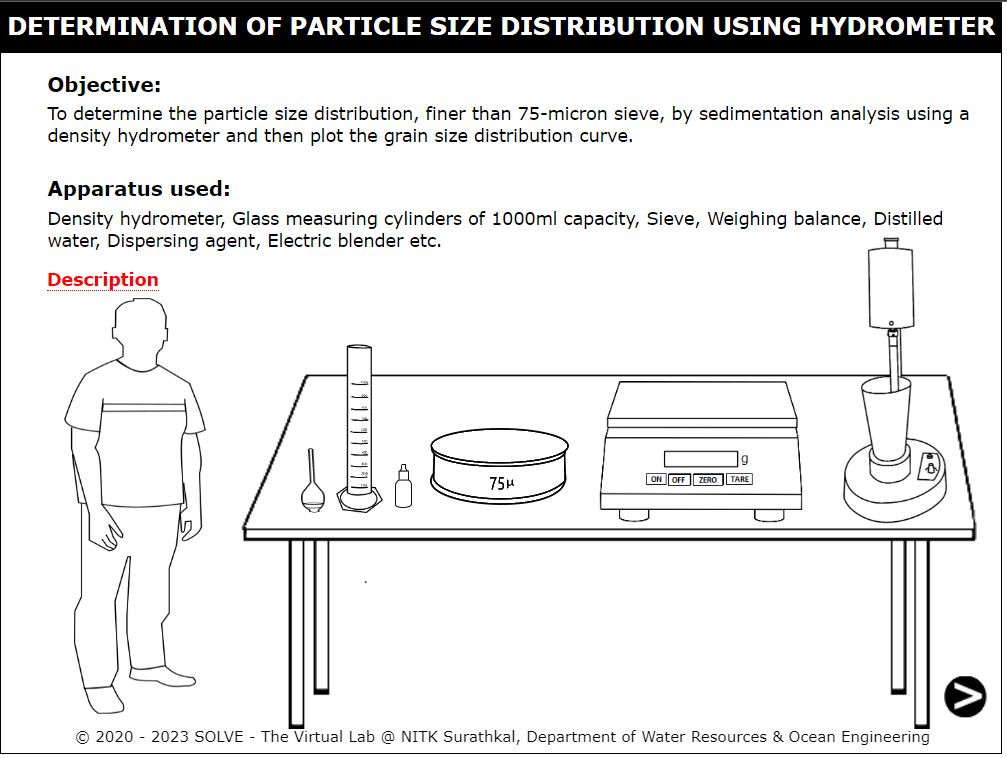 DETERMINATION OF PARTICLE SIZE DISTRIBUTION USING HYDROMETER
Objective:
To determine the particle size distribution, finer than 75-micron sieve, by sedimentation analysis using a
density hydrometer and then plot the grain size distribution curve.
Apparatus used:
Density hydrometer, Glass measuring cylinders of 1000ml capacity, Sieve, Weighing balance, Distilled
water, Dispersing agent, Electric blender etc.
Description
75μ
g
ON OFF ZERO TARE
© 2020 - 2023 SOLVE - The Virtual Lab @ NITK Surathkal, Department of Water Resources & Ocean Engineering